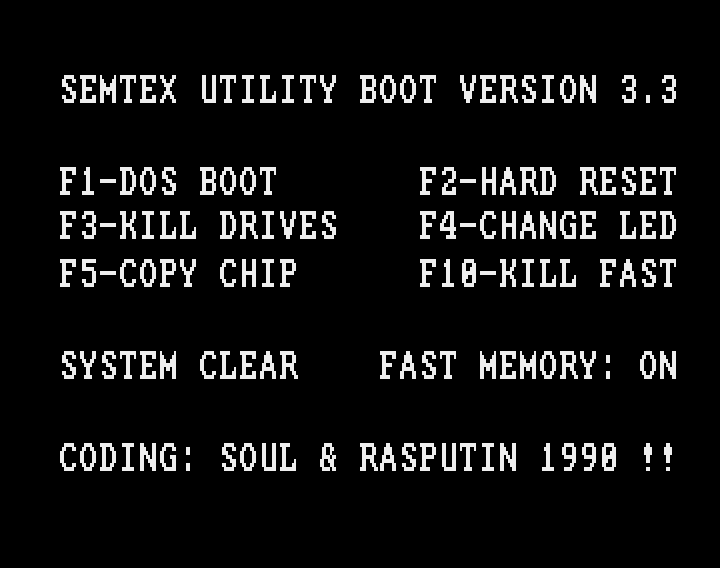 SEMTEX UTILITY BOOT VERSION 3.3
F1-DOS BOOT F2-HARD RESET
F3-KILL DRIVES F4-CHANGE LED
F5-COPY CHIP F10-KILL FAST
SYSTEM CLEAR FAST MEMORY: ON
CODING: SOUL & RASPUTIN 1990 !!